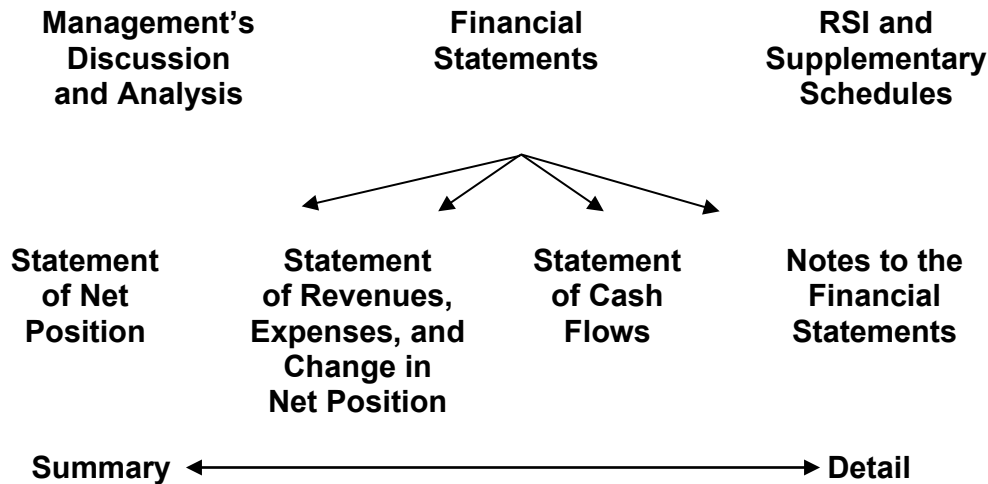 Management's
Discussion
and Analysis
Financial
Statements
RSI and
Supplementary
Schedules
Statement
of Net
Position
Statement
of Revenues,
Expenses, and
Change in
Net Position
Statement
of Cash
Flows
Notes to the
Financial
Statements
Summary
Detail